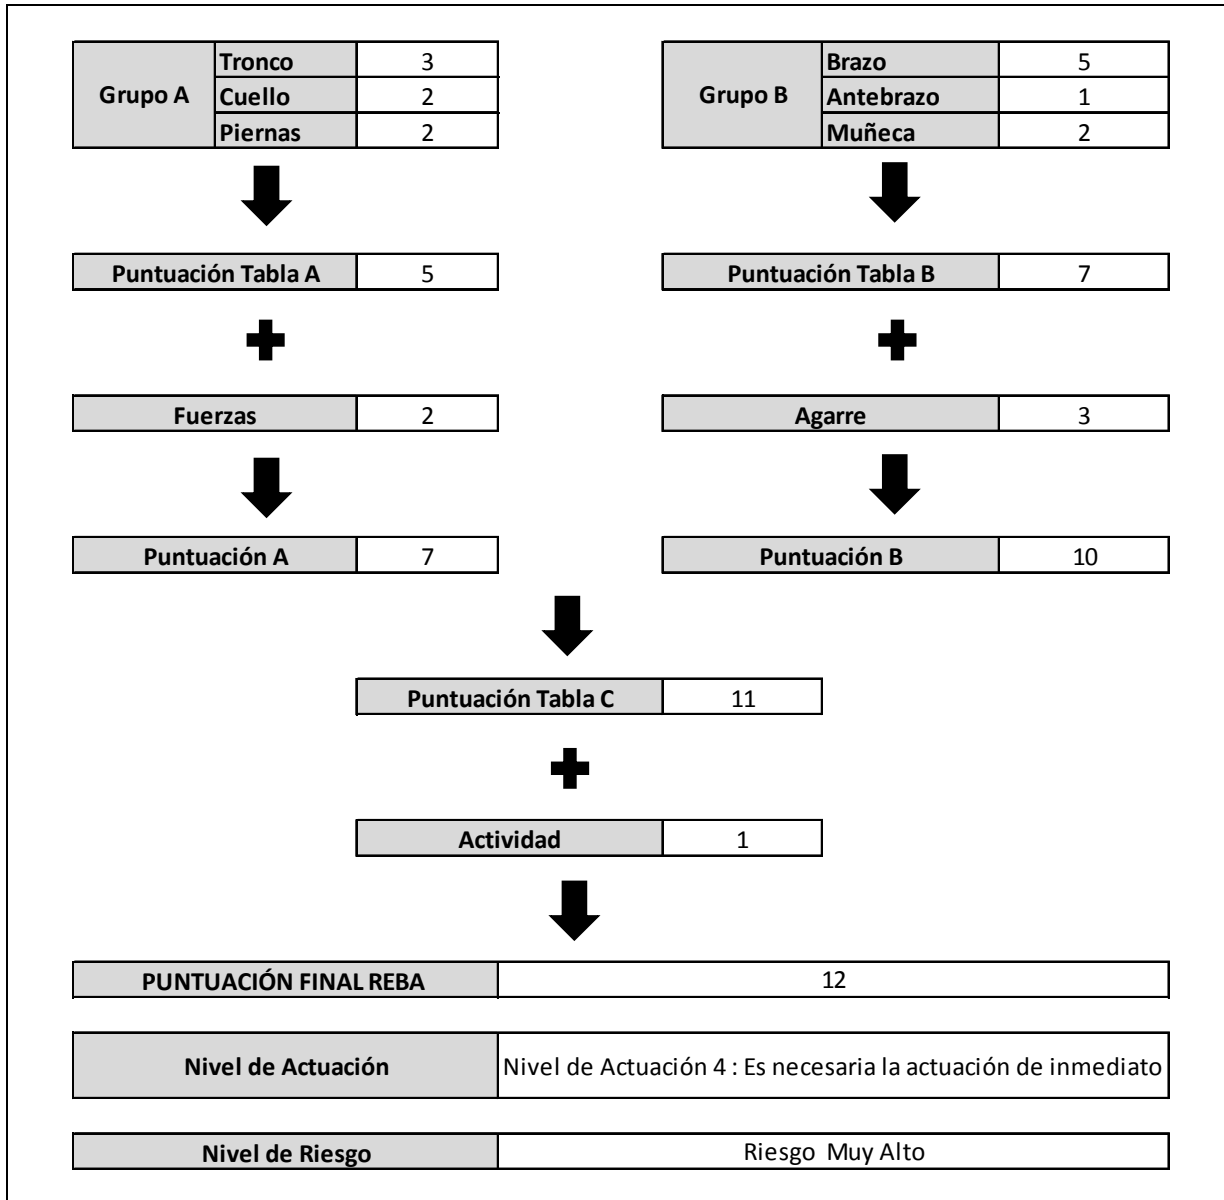 Grupo A
Tronco 3
Cuello 2
Piernas 2
Grupo B
Brazo 5
Antebrazo 1
Muñeca 2
Puntuación Tabla A 5
Puntuación Tabla B 7
Fuerzas 2
Agarre 3
Puntuación A 7
Puntuación B 10
Puntuación Tabla C 11
Actividad 1
PUNTUACIÓN FINAL REBA 12
Nivel de Actuación Nivel de Actuación 4 : Es necesaria la actuación de inmediato
Nivel de Riesgo Riesgo Muy Alto